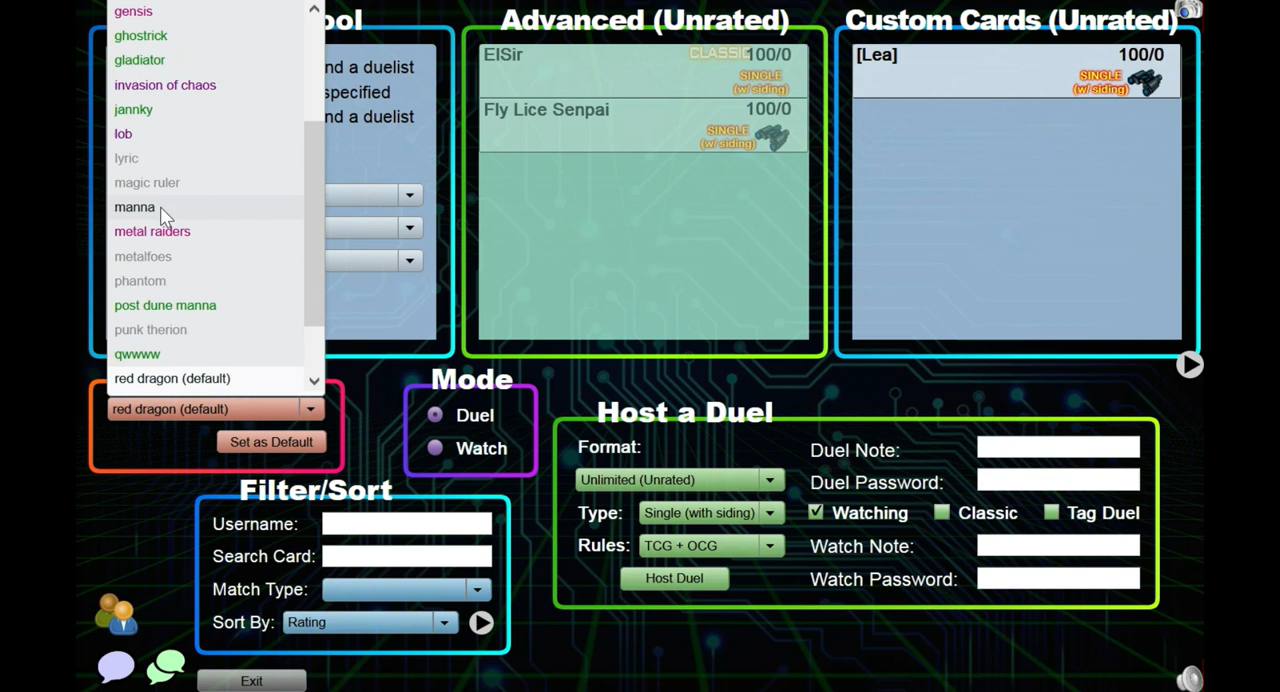 ool
nd a duelist
specified
nd a duelist
gensis
ghostrick
gladiator
invasion of chaos
jannky
lob
lyric
magic ruler
manna
metal raiders
metalfoes
phantom
post dune manna
punk therion
qwwww
red dragon (default)
red dragon (default)
Set as Default
Advanced (Unrated)
ElSir CLASSIC 100/0
SINGLE
(w/ siding)
Fly Lice Senpai 100/0
SINGLE
(w/ siding)
Custom Cards (Unrated)
[Lea] 100/0
SINGLE
(w/ siding)
Mode
Duel
Watch
Filter/Sort
Username:
Search Card:
Match Type:
Sort By: Rating
Host a Duel
Format:
Unlimited (Unrated)
Type: Single (with siding)
Rules: TCG + OCG
Host Duel
Duel Note:
Duel Password:
Watching Classic Tag Duel
Watch Note:
Watch Password:
Exit